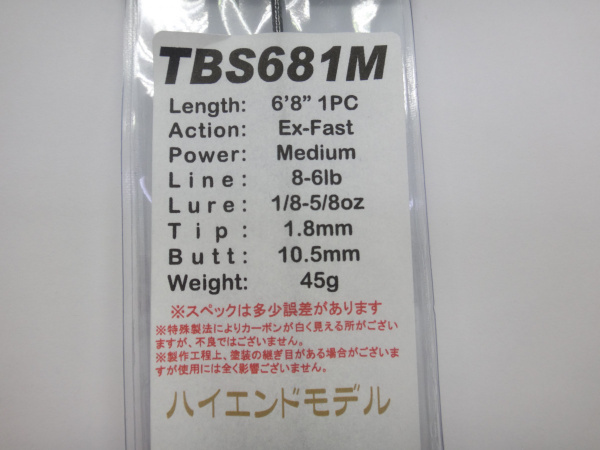 TBS681M
Length: 6'8" 1PC
Action: Ex-Fast
Power: Medium
Line: 8-6lb
Lure: 1/8-5/8oz
Tip: 1.8mm
Butt: 10.5mm
Weight: 45g
※スペックは多少誤差があります
※特殊製法によりカーボンが白く見える所がござい
ますが、不良ではございません。
※製作工程上、塗装の継ぎ目がある場合がございま
すが使用には全く影響ございません。
ハイエンドモデル